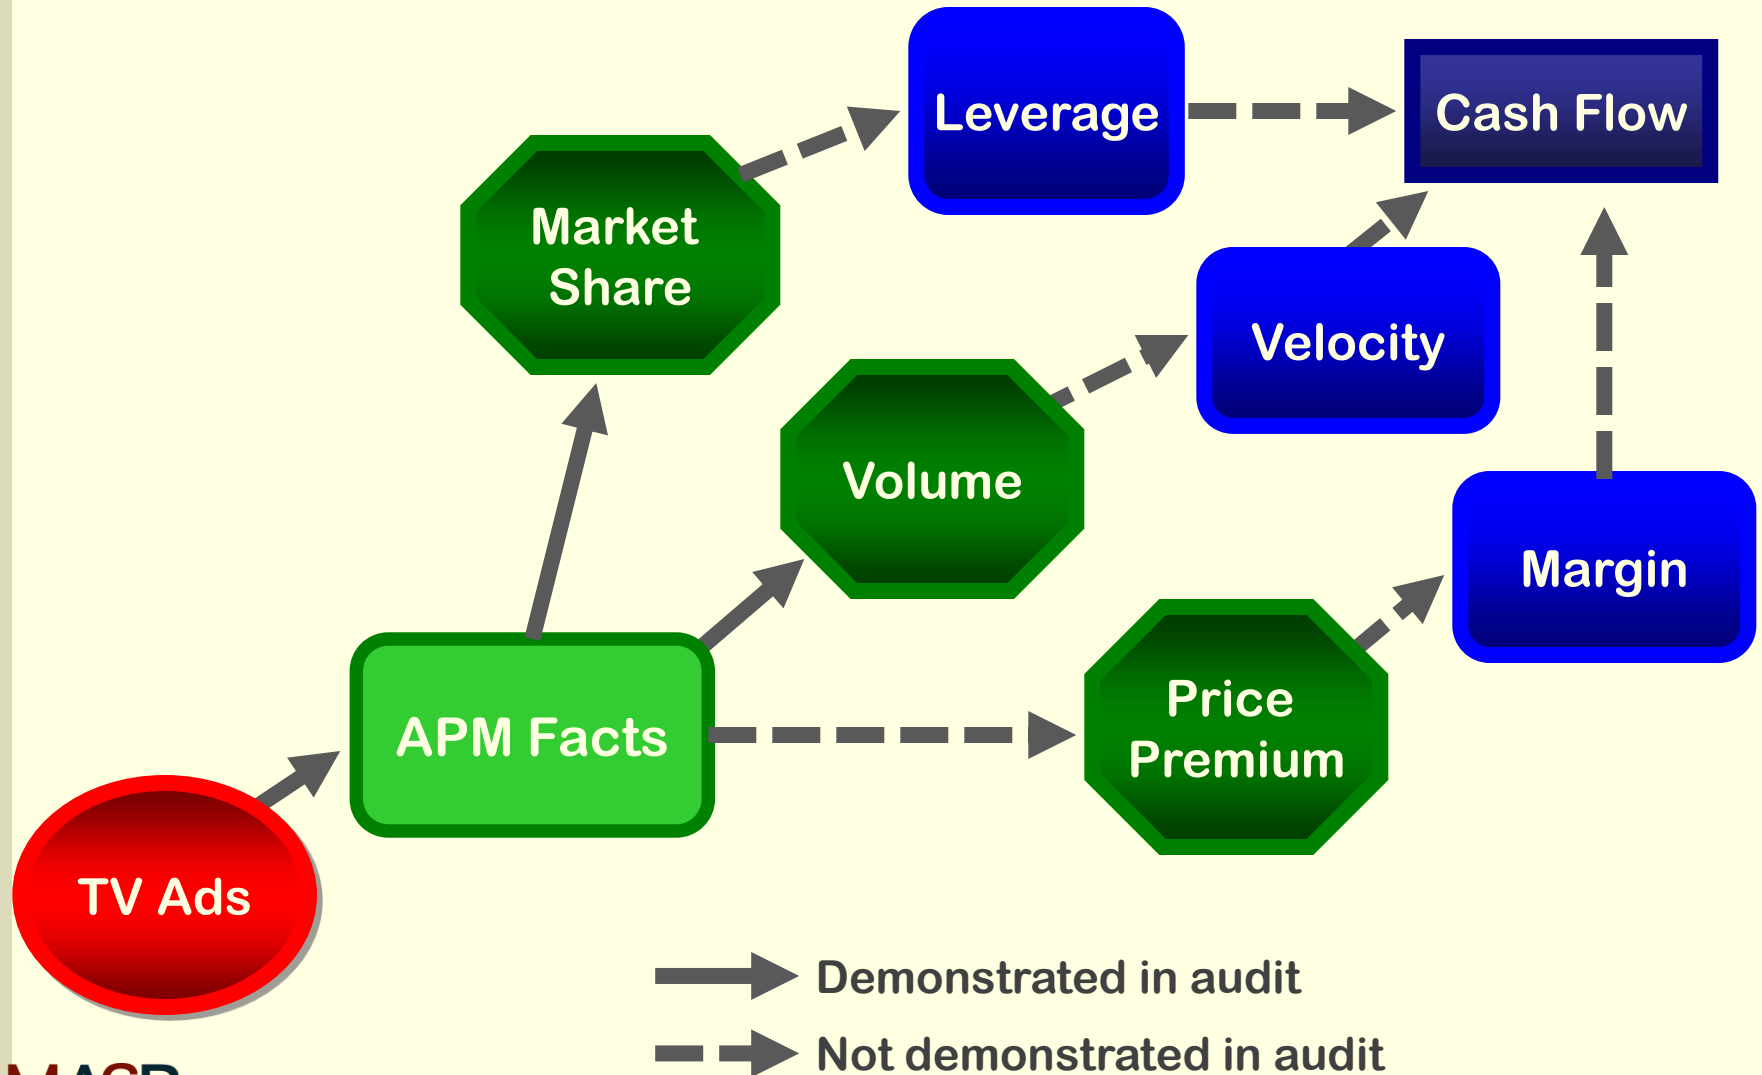 Leverage
Cash Flow
Market
Share
Velocity
Volume
Margin
Price
Premium
APM Facts
TV Ads
Demonstrated in audit
Not demonstrated in audit